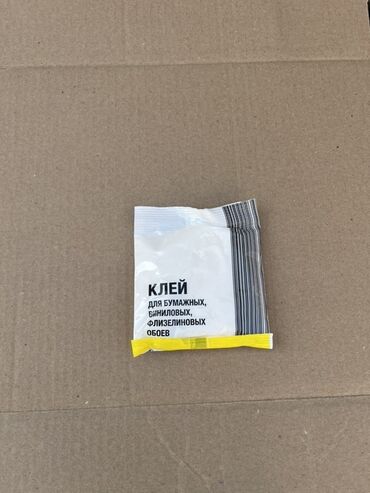 КЛЕЙ
ДЛЯ БУМАЖНЫХ,
ВИНИЛОВЫХ,
ФЛИЗЕЛИНОВЫХ
ОБОЕВ